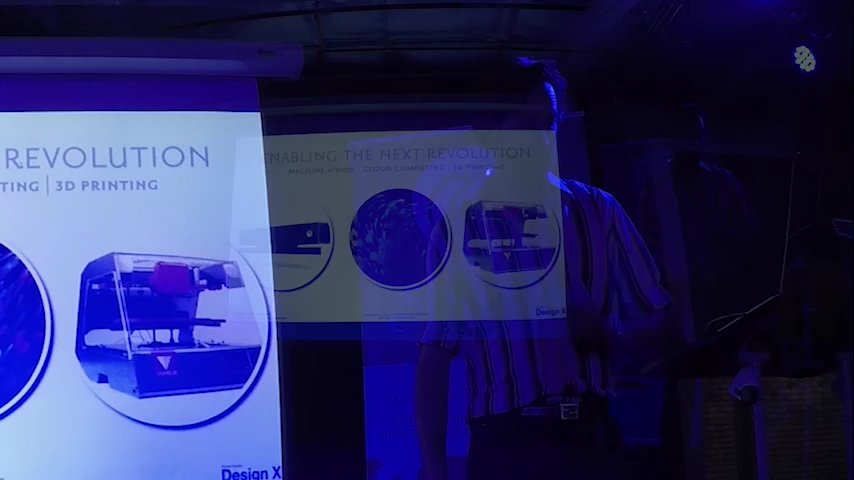 REVOLUTION
TING | 3D PRINTING
Design X
ENABLING THE NEXT REVOLUTION
MACHINE VISION | CLOUD COMPUTING | 3D PRINTING
Design X